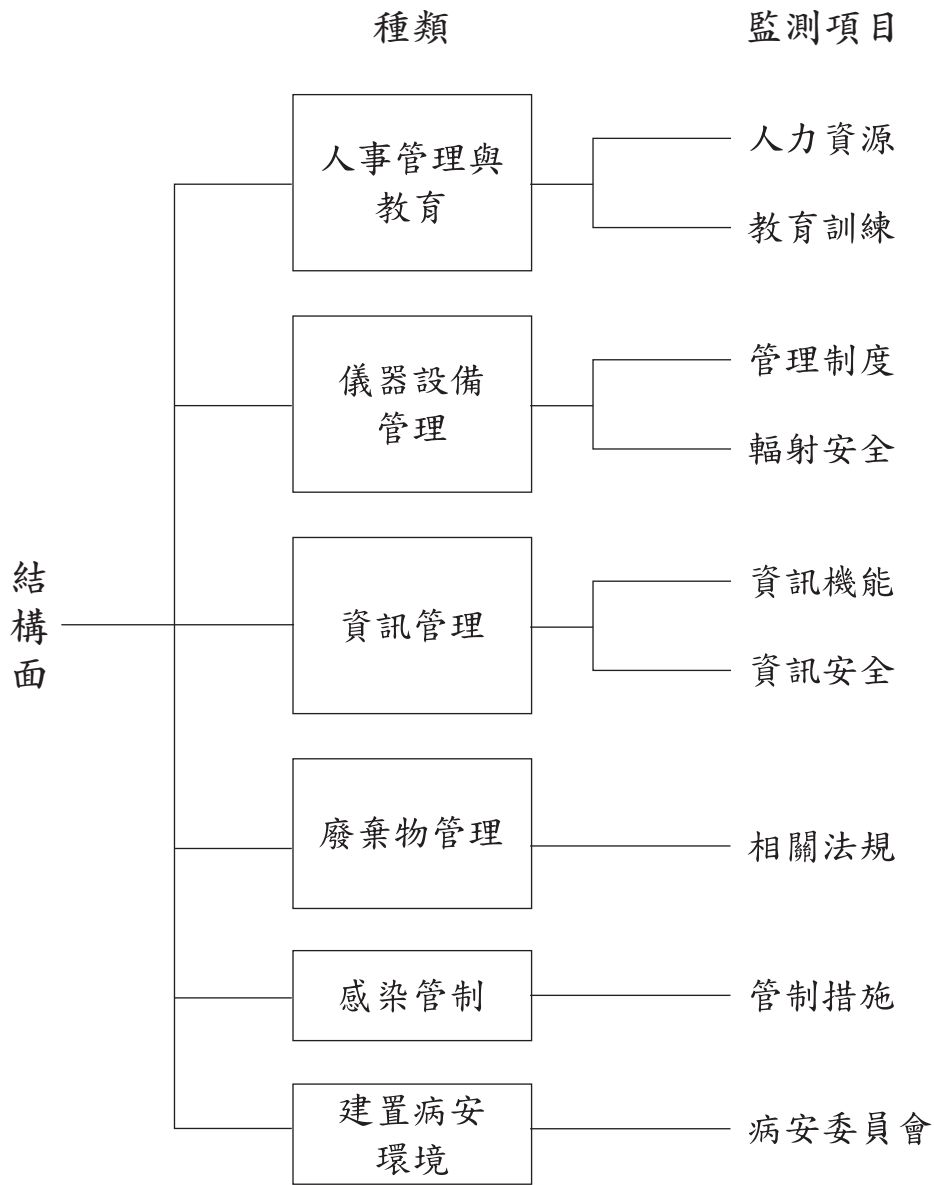 種類
監測項目
結構面
人事管理與
教育
人力資源
教育訓練
儀器設備
管理
管理制度
輻射安全
資訊管理
資訊機能
資訊安全
廢棄物管理
相關法規
感染管制
管制措施
建置病安
環境
病安委員會